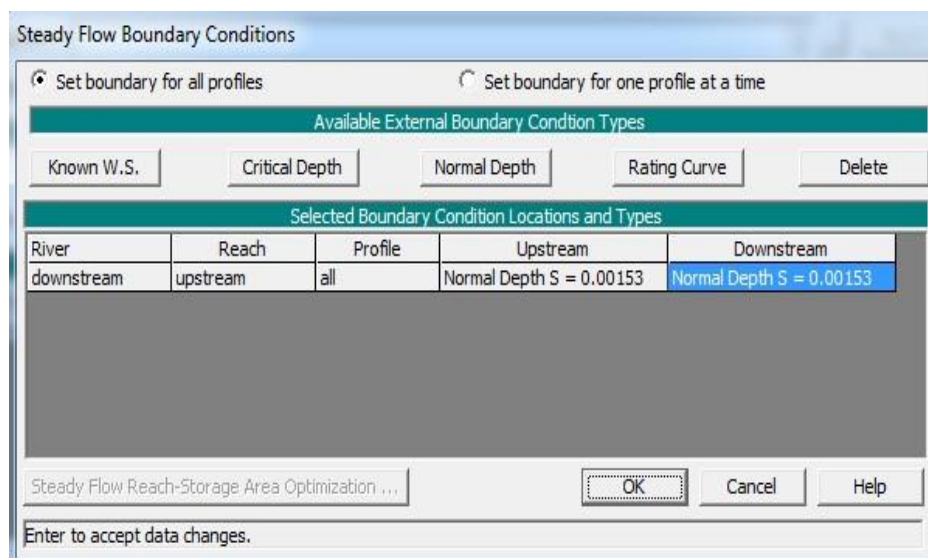 Steady Flow Boundary Conditions
Set boundary for all profiles Set boundary for one profile at a time
Available External Boundary Condtion Types
Known W.S. Critical Depth Normal Depth Rating Curve Delete
Selected Boundary Condition Locations and Types
River Reach Profile Upstream Downstream
downstream upstream all Normal Depth S = 0.00153 Normal Depth S = 0.00153
Steady Flow Reach-Storage Area Optimization ... OK Cancel Help
Enter to accept data changes.